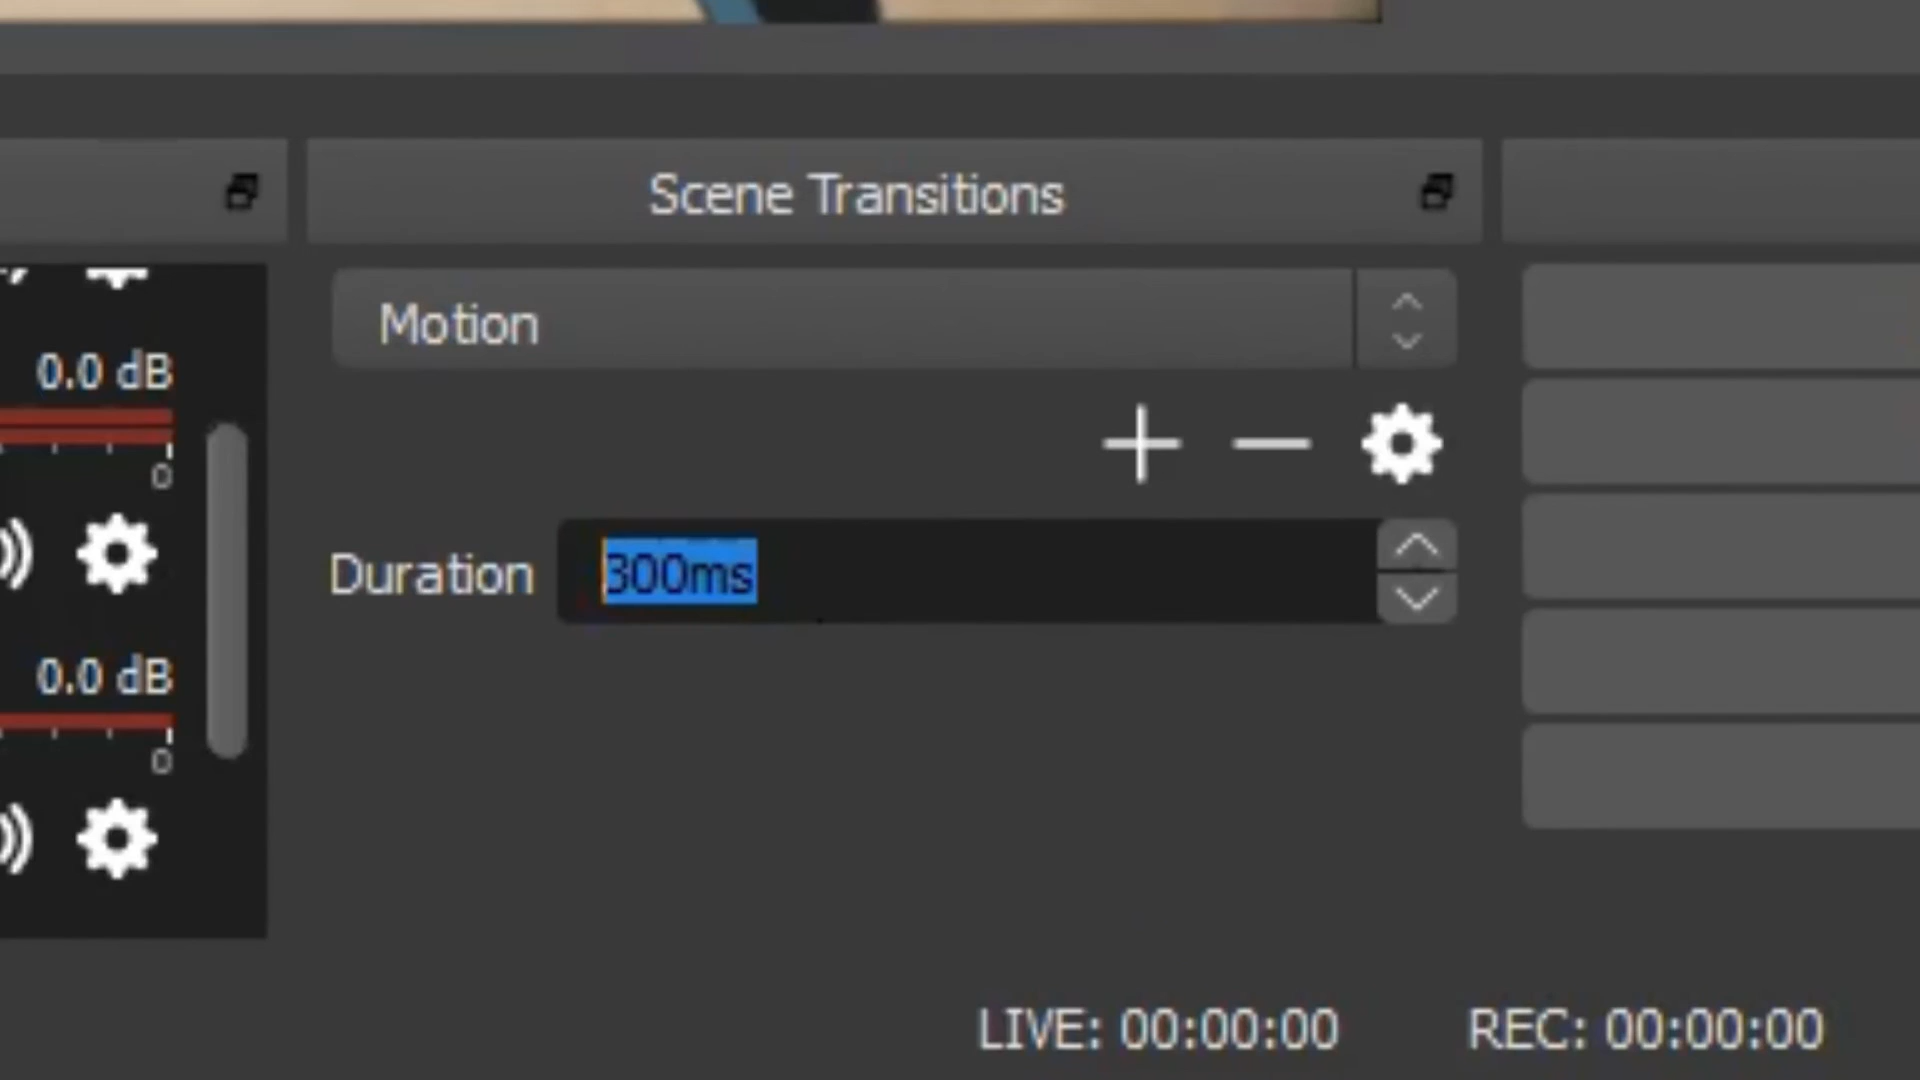 Scene Transitions
Motion
0.0 dB
0
Duration 300ms
0.0 dB
0
LIVE: 00:00:00 REC: 00:00:00